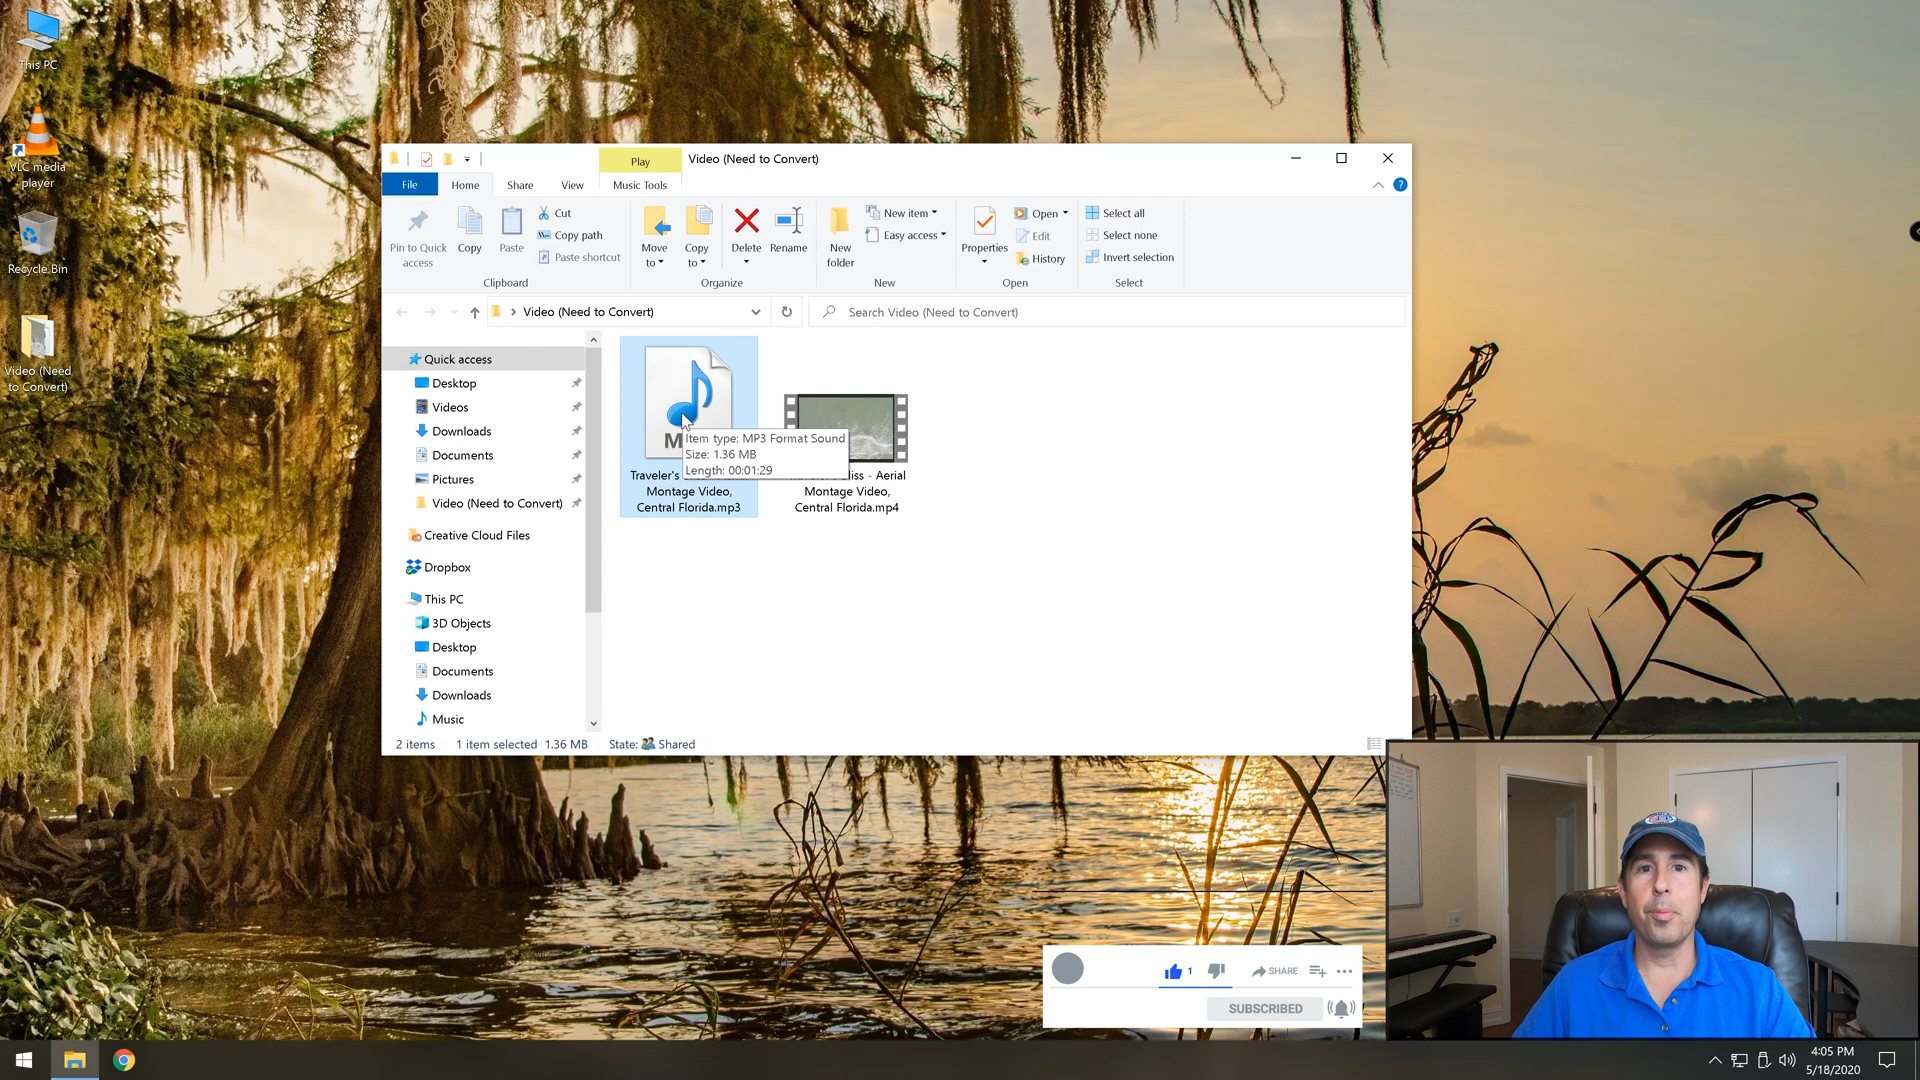 This PC
VLC media
player
Recycle Bin
Video (Need
to Convert)
Play
Video (Need to Convert)
File
Home
Share
View
Music Tools
?
Pin to Quick
access
Copy
Paste
Cut
Copy path
Paste shortcut
Clipboard
Move
to
Copy
to
Delete
Rename
Organize
New
folder
New item
Easy access
New
Properties
Open
Edit
History
Open
Select all
Select none
Invert selection
Select
Video (Need to Convert)
Search Video (Need to Convert)
Quick access
Desktop
Videos
Downloads
Documents
Pictures
Video (Need to Convert)
Creative Cloud Files
Dropbox
This PC
3D Objects
Desktop
Documents
Downloads
Music
M
Item type: MP3 Format Sound
Size: 1.36 MB
Length: 00:01:29
Traveler's
Montage Video,
Central Florida.mp3
- Aerial
Montage Video,
Central Florida.mp4
2 items 1 item selected 1.36 MB State: Shared
1
SHARE
SUBSCRIBED
4:05 PM
5/18/2020